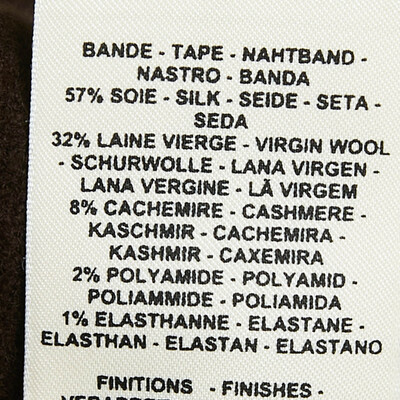 BANDE - TAPE - NAHTBAND -
NASTRO - BANDA
57% SOIE - SILK - SEIDE - SETA -
SEDA
32% LAINE VIERGE - VIRGIN WOOL
- SCHURWOLLE - LANA VIRGEN -
LANA VERGINE - LÃ VIRGEM
8% CACHEMIRE - CASHMERE -
KASCHMIR - CACHEMIRA -
KASHMIR - CAXEMIRA
2% POLYAMIDE - POLYAMID -
POLIAMMIDE - POLIAMIDA
1% ELASTHANNE - ELASTANE -
ELASTHAN - ELASTAN - ELASTANO
FINITIONS - FINISHES -